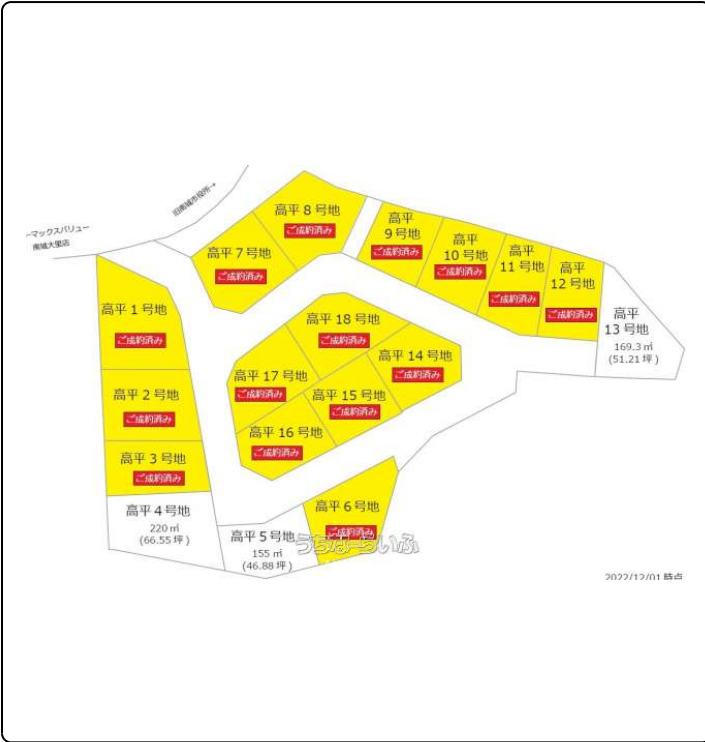 旧南城市役所→
←マックスバリュー
南城大里店
高平 8 号地
ご成約済み
高平 7 号地
ご成約済み
高平
9 号地
ご成約済み
高平
10 号地
ご成約済み
高平
11 号地
ご成約済み
高平
12 号地
ご成約済み
高平
13 号地
169.3 ㎡
(51.21 坪 )
高平 1 号地
ご成約済み
高平 18 号地
ご成約済み
高平 14 号地
ご成約済み
高平 17 号地
ご成約済み
高平 15 号地
ご成約済み
高平 16 号地
ご成約済み
高平 2 号地
ご成約済み
高平 3 号地
ご成約済み
高平 4 号地
220 ㎡
(66.55 坪 )
高平 5 号地
155 ㎡
(46.88 坪 )
高平 6 号地
ご成約済み
うちなーらいふ
2022/12/01 時点